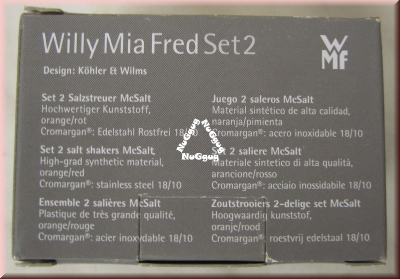 Willy Mia Fred Set 2
WMF
Design: Köhler & Wilms
Set 2 Salzstreuer McSalt
Hochwertiger Kunststoff,
orange/rot
Cromargan®: Edelstahl Rostfrei 18/10
Set 2 salt shakers McSalt,
High-grad synthetic material,
orange/red
Cromargan®: stainless steel 18/10
Ensemble 2 salières McSalt
Plastique de très grande qualité,
orange/rouge
Cromargan®: acier inoxydable 18/10
Juego 2 saleros McSalt
Material sintético de alta calidad,
naranja/pimienta
Cromargan®: acero inoxidable 18/10
Set 2 saliere McSalt
Materiale sintetico di alta qualità,
arancione/rosso
Cromargan®: acciaio inossidabile 18/10
Zoutstrooiers 2-delige set McSalt
Hoogwaardig kunststof,
oranje/rood
Cromargan®: roestvrij edelstaal 18/10
NuGgug
NuGgug
NuGgug